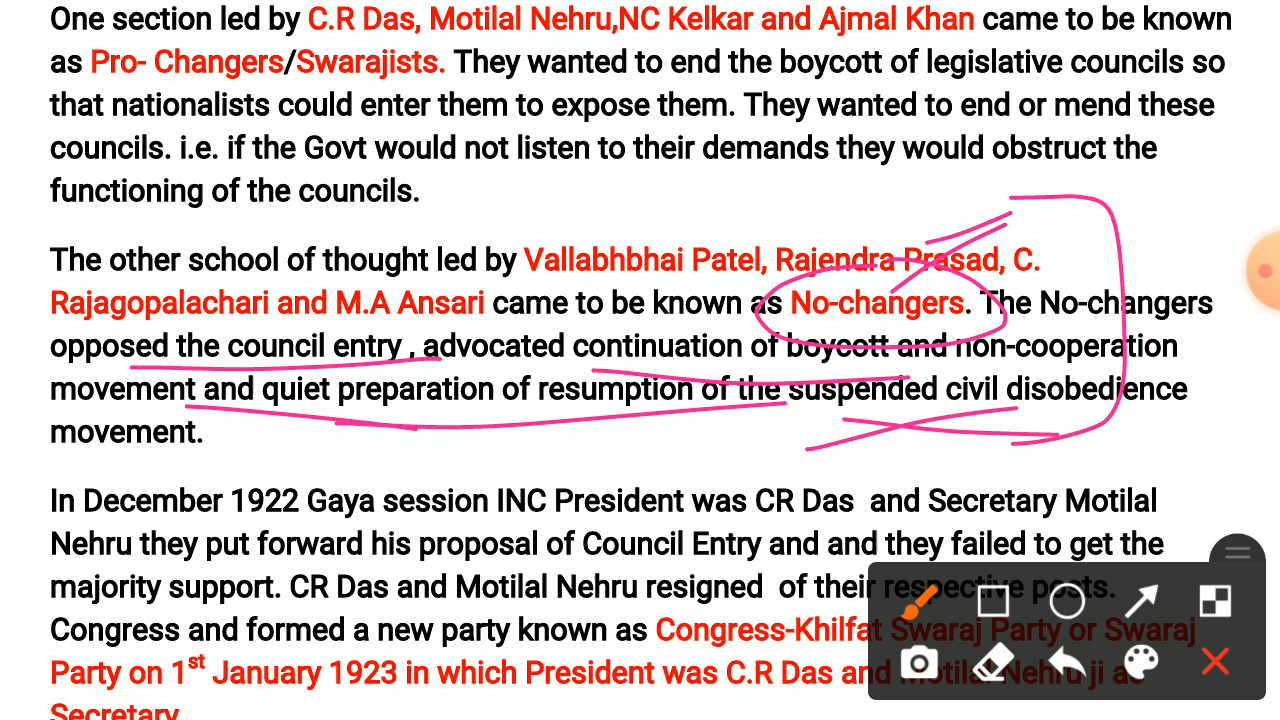 One section led by C.R Das, Motilal Nehru,NC Kelkar and Ajmal Khan came to be known
as Pro- Changers/Swarajists. They wanted to end the boycott of legislative councils so
that nationalists could enter them to expose them. They wanted to end or mend these
councils. i.e. if the Govt would not listen to their demands they would obstruct the
functioning of the councils.
The other school of thought led by Vallabhbhai Patel, Rajendra Prasad, C.
Rajagopalachari and M.A Ansari came to be known as No-changers. The No-changers
opposed the council entry , advocated continuation of boycott and non-cooperation
movement and quiet preparation of resumption of the suspended civil disobedience
movement.
In December 1922 Gaya session INC President was CR Das and Secretary Motilal
Nehru they put forward his proposal of Council Entry and and they failed to get the
majority support. CR Das and Motilal Nehru resigned of their respective posts.
Congress and formed a new party known as Congress-Khilfat Swaraj Party or Swaraj
Party on 1st January 1923 in which President was C.R Das and Motilal Nehru ji as
Secretary